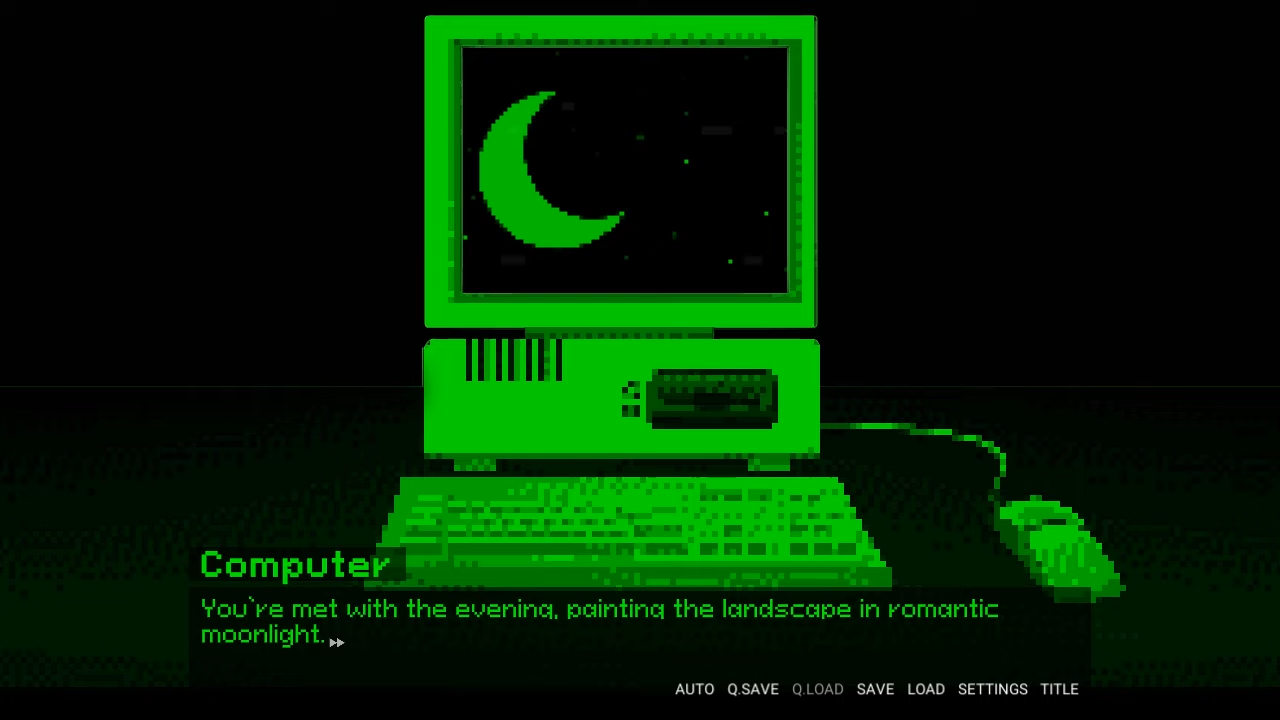 Computer
You`re met with the evening, painting the landscape in romantic
moonlight.
AUTO Q.SAVE Q.LOAD SAVE LOAD SETTINGS TITLE